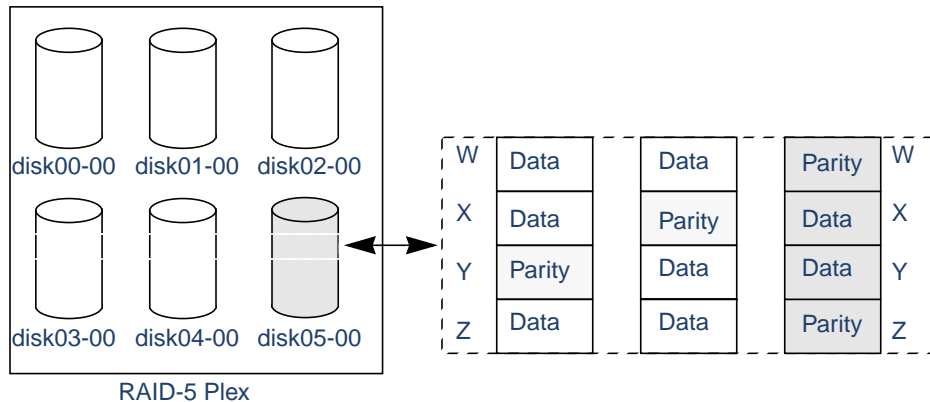 disk00-00 disk01-00 disk02-00
disk03-00 disk04-00 disk05-00
RAID-5 Plex
W Data Data Parity W
X Data Parity Data X
Y Parity Data Data Y
Z Data Data Parity Z